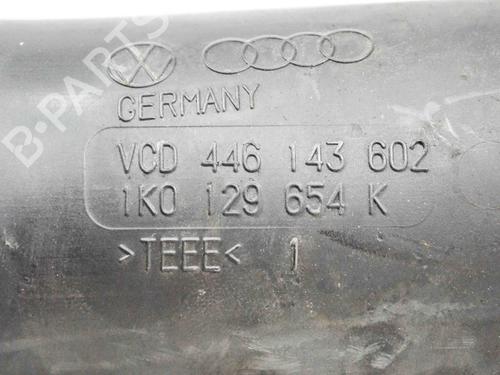 B-PARTS
GERMANY
VCD 446 143 602
1K0 129 654 K
>TEEE< 1